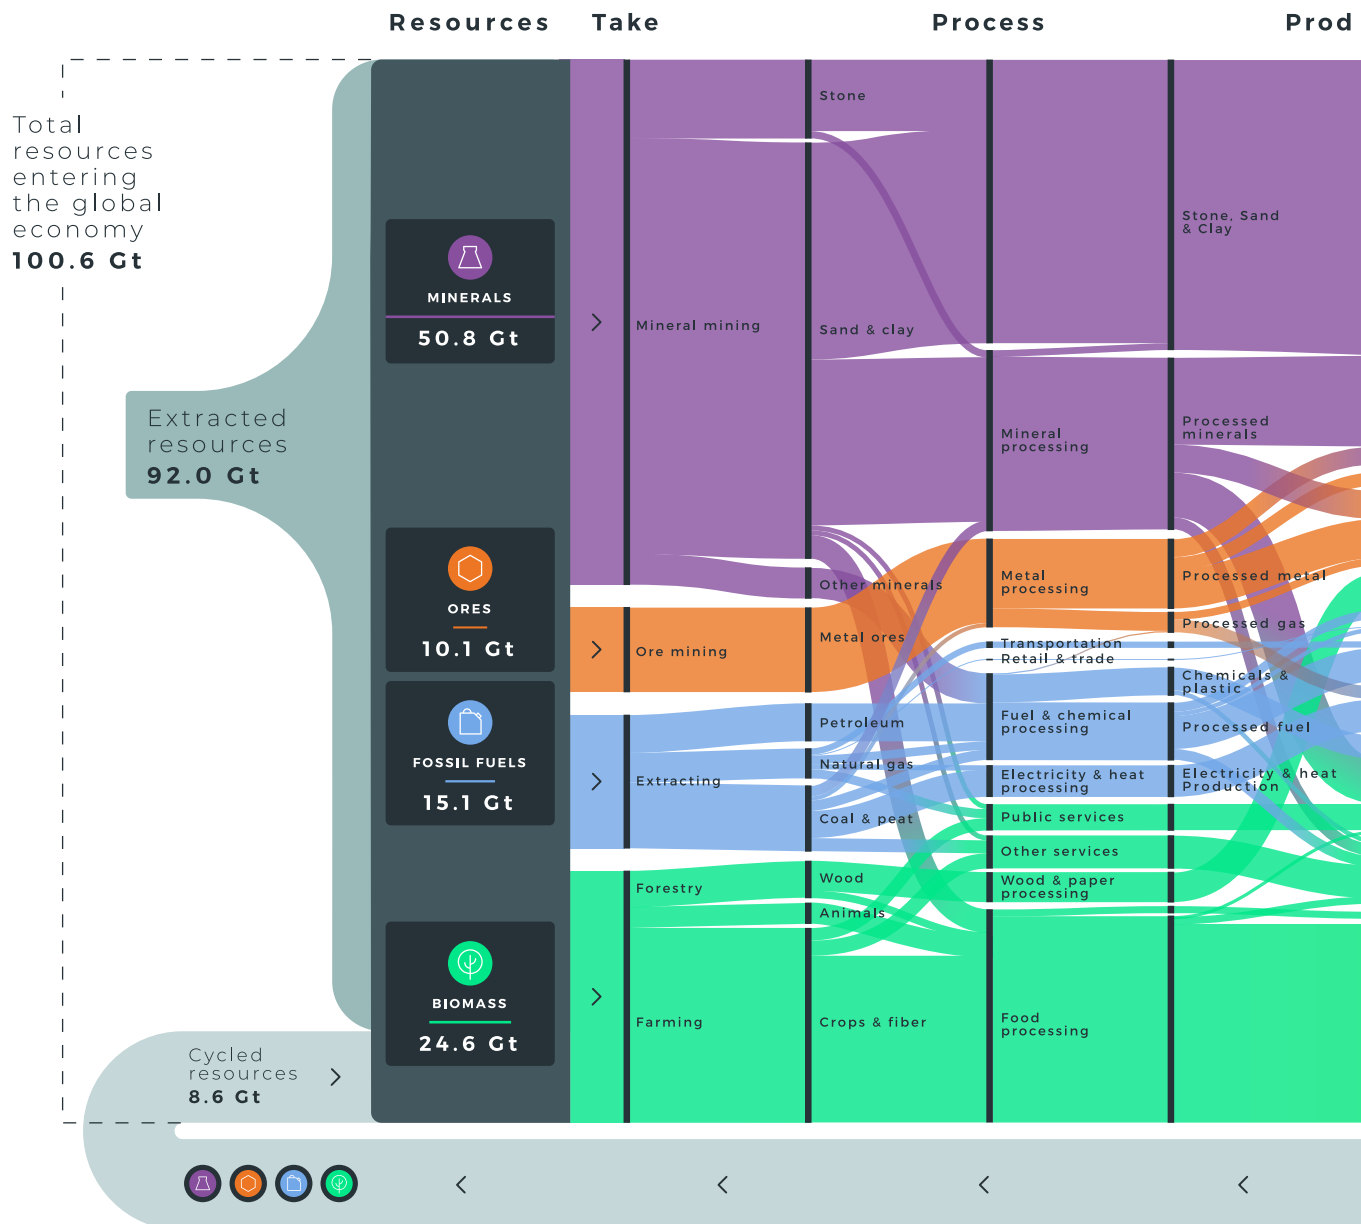 Resources
Take
Process
Prod
Total
resources
entering
the global
economy
100.6 Gt
Extracted
resources
92.0 Gt
Cycled
resources
8.6 Gt
MINERALS
50.8 Gt
ORES
10.1 Gt
FOSSIL FUELS
15.1 Gt
BIOMASS
24.6 Gt
Mineral mining
Ore mining
Extracting
Forestry
Farming
Stone
Sand & clay
Other minerals
Metal ores
Petroleum
Natural gas
Coal & peat
Wood
Animals
Crops & fiber
Mineral
processing
Metal
processing
Transportation
Retail & trade
Fuel & chemical
processing
Electricity & heat
processing
Public services
Other services
Wood & paper
processing
Food
processing
Stone, Sand
& Clay
Processed
minerals
Processed metal
Processed gas
Chemicals &
plastic
Processed fuel
Electricity & heat
Production